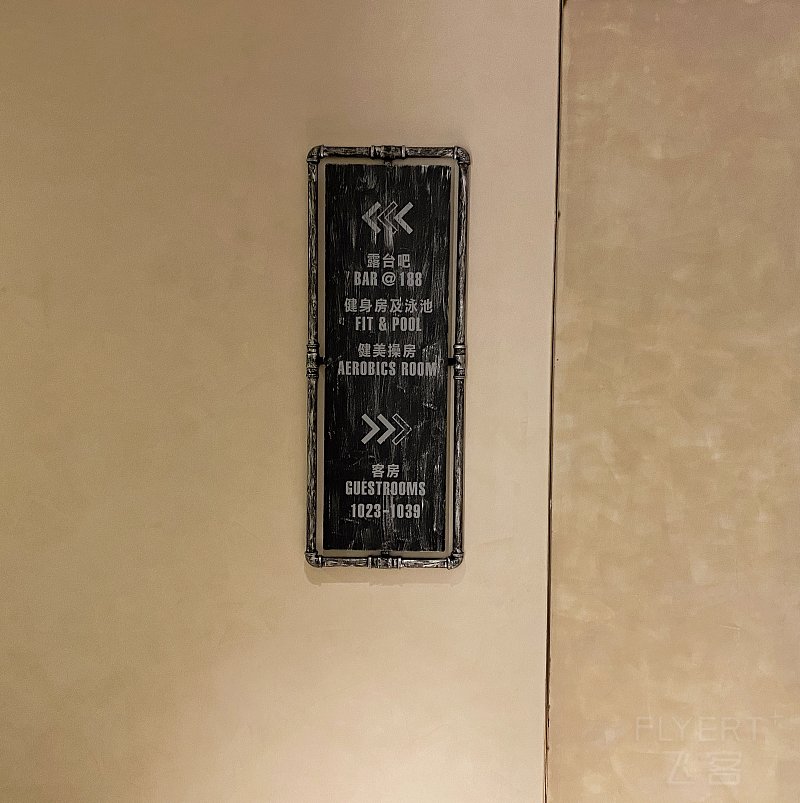 露台吧
BAR @ 188
健身房及泳池
FIT & POOL
健美操房
AEROBICS ROOM
客房
GUESTROOMS
1023-1039
FLYERT
飞客